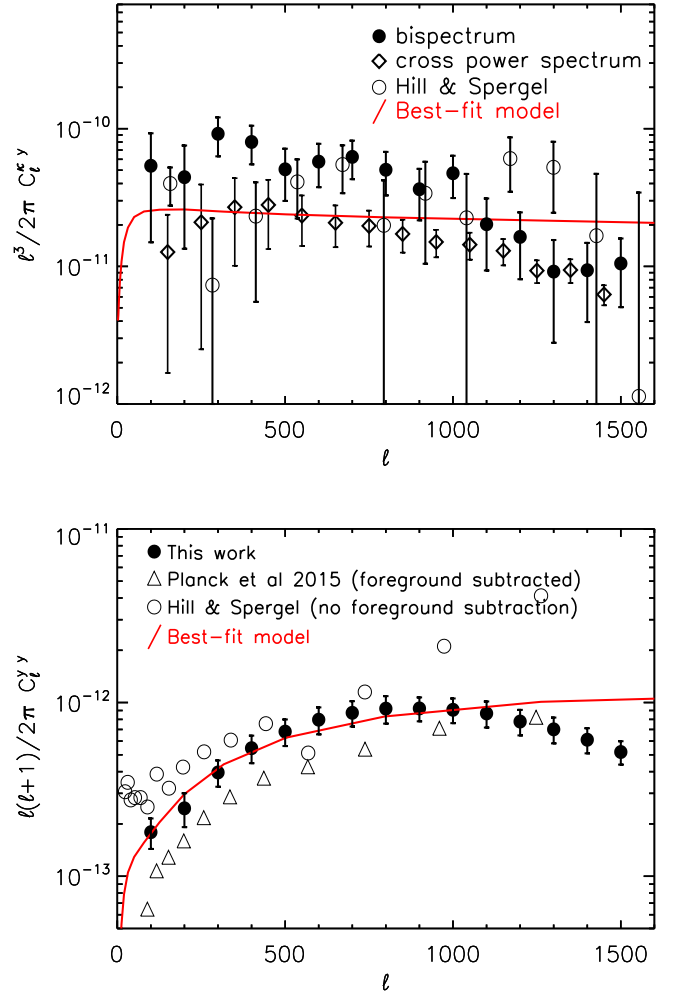 bispectrum
cross power spectrum
Hill & Spergel
Best-fit model
10⁻¹⁰
10⁻¹¹
10⁻¹²
ℓ³/2π C_ℓ^{κ y}
0 500 1000 1500
ℓ
10⁻¹¹
10⁻¹²
10⁻¹³
This work
Planck et al 2015 (foreground subtracted)
Hill & Spergel (no foreground subtraction)
Best-fit model
ℓ(ℓ+1)/2π C_ℓ^{y y}
0 500 1000 1500
ℓ